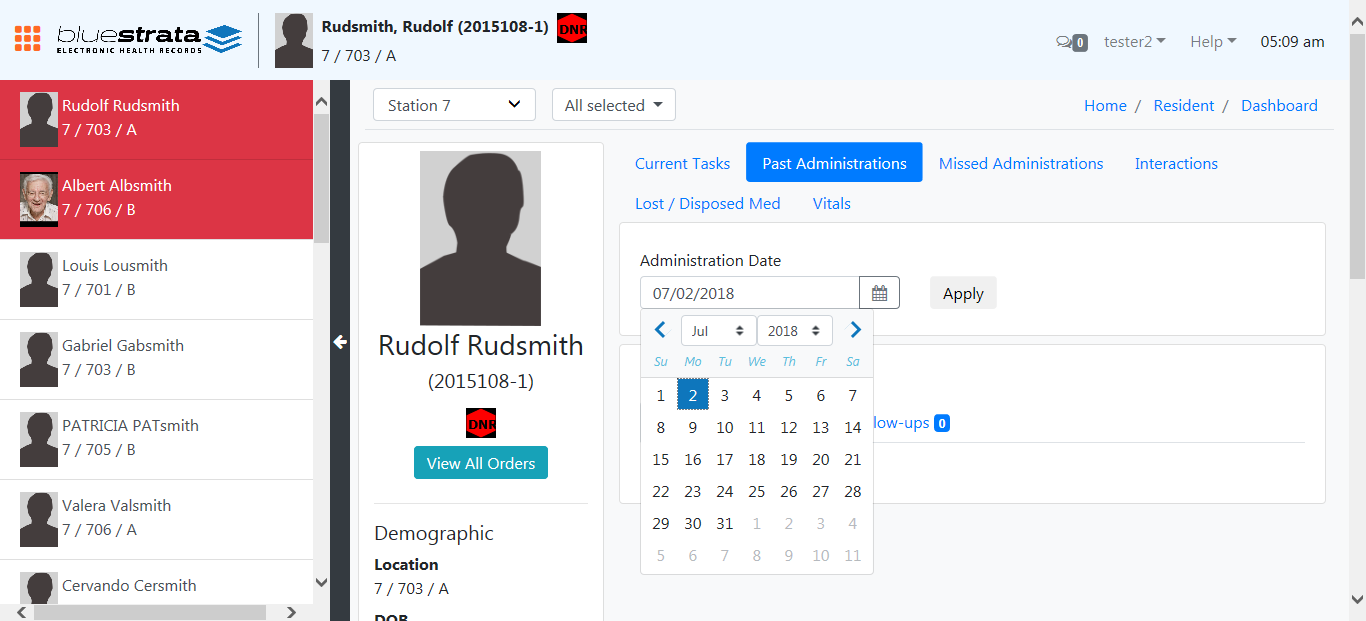 bluestrata
ELECTRONIC HEALTH RECORDS
Rudsmith, Rudolf (2015108-1)
DNR
7 / 703 / A
0
tester2
Help
05:09 am
Rudolf Rudsmith
7 / 703 / A
Albert Albsmith
7 / 706 / B
Louis Lousmith
7 / 701 / B
Gabriel Gabsmith
7 / 703 / B
PATRICIA PATsmith
7 / 705 / B
Valera Valsmith
7 / 706 / A
Cervando Cersmith
Station 7
All selected
Home / Resident / Dashboard
Rudolf Rudsmith
(2015108-1)
DNR
View All Orders
Demographic
Location
7 / 703 / A
DOB
Current Tasks Past Administrations Missed Administrations Interactions
Lost / Disposed Med Vitals
Administration Date
07/02/2018
Apply
Jul 2018
Su Mo Tu We Th Fr Sa
1 2 3 4 5 6 7
8 9 10 11 12 13 14
15 16 17 18 19 20 21
22 23 24 25 26 27 28
29 30 31 1 2 3 4
5 6 7 8 9 10 11
low-ups 0